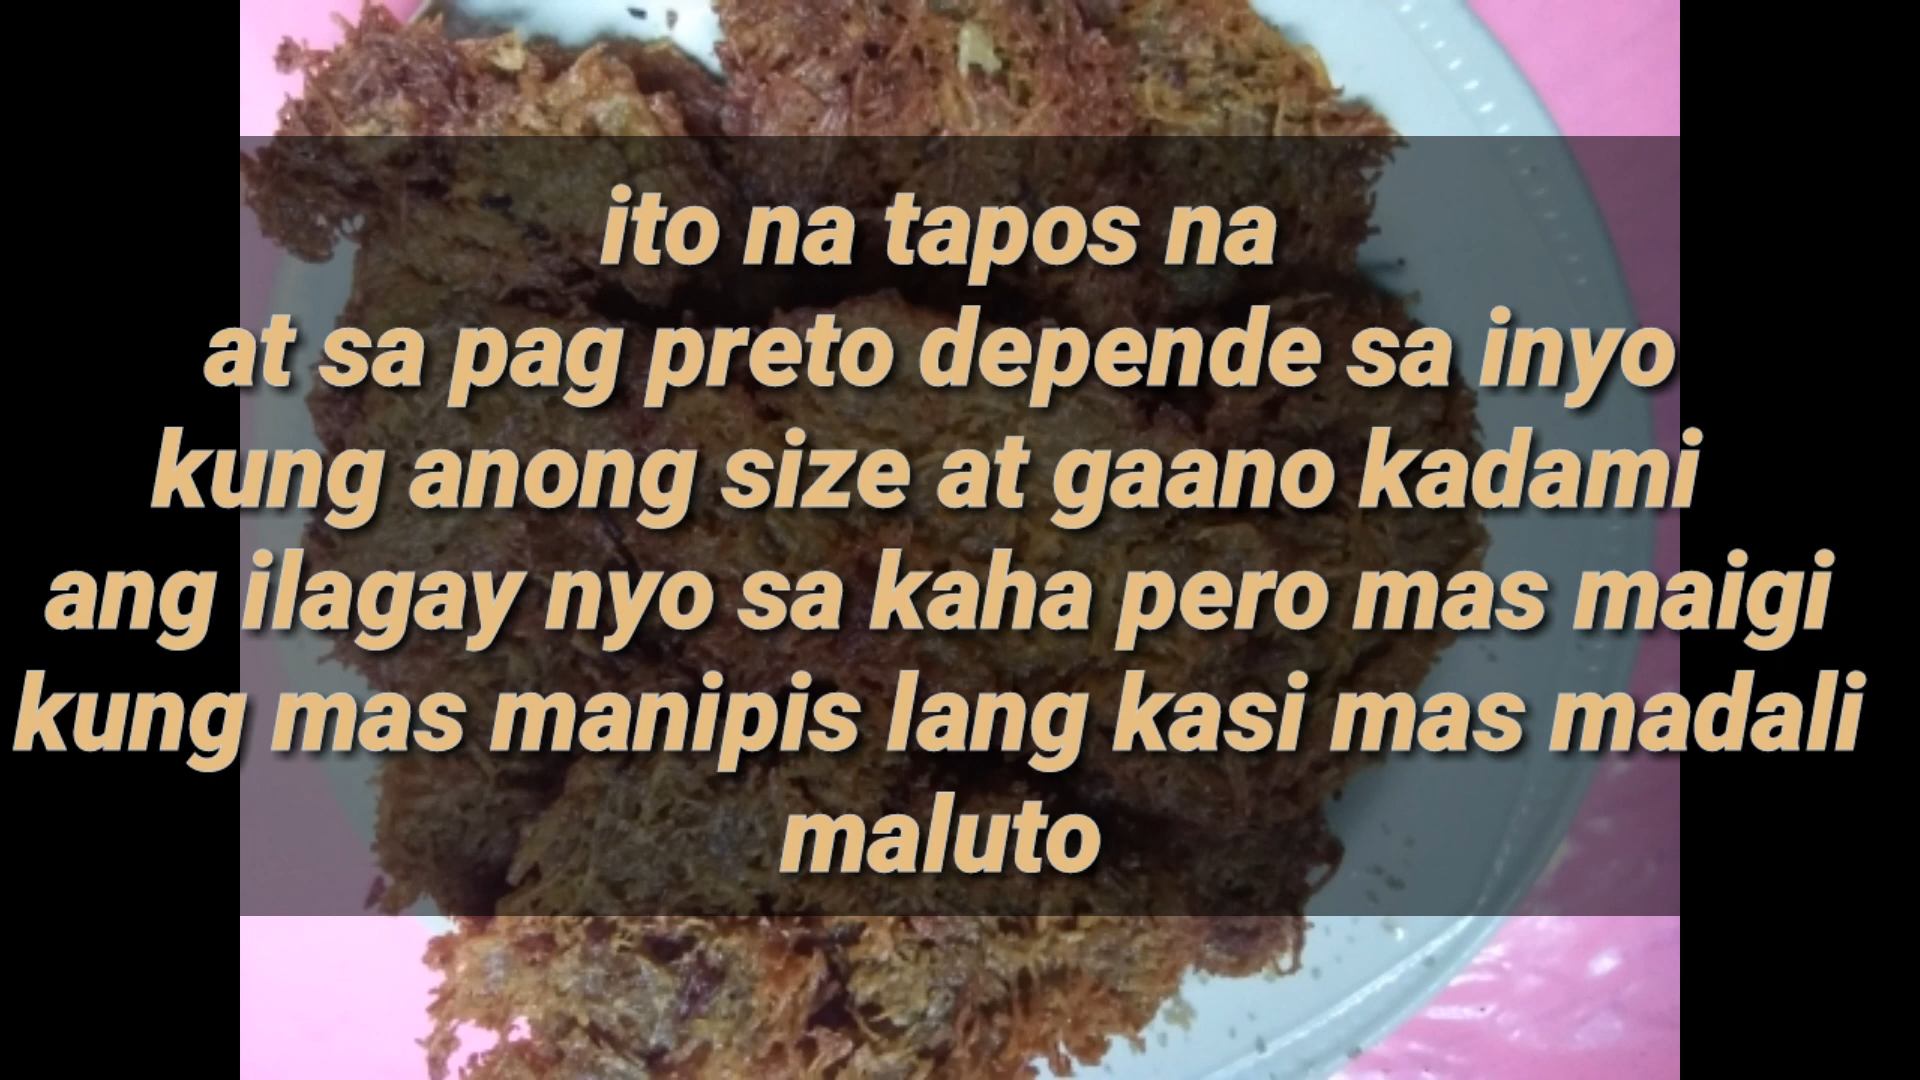 ito na tapos na
at sa pag preto depende sa inyo
kung anong size at gaano kadami
ang ilagay nyo sa kaha pero mas maigi
kung mas manipis lang kasi mas madali
maluto